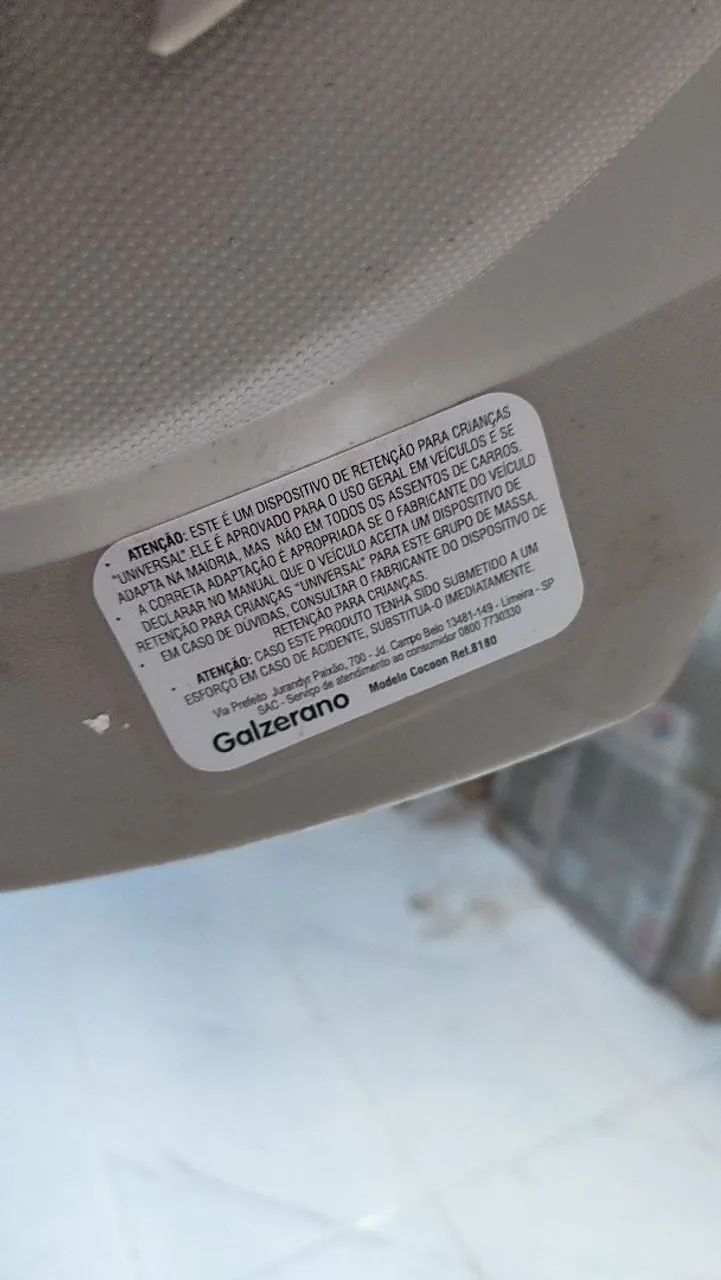 ATENÇÃO: ESTE É UM DISPOSITIVO DE RETENÇÃO PARA CRIANÇAS
"UNIVERSAL". ELE É APROVADO PARA O USO GERAL EM VEÍCULOS E SE
ADAPTA NA MAIORIA, MAS NÃO EM TODOS OS ASSENTOS DE CARROS.
• A CORRETA ADAPTAÇÃO É APROPRIADA SE O FABRICANTE DO VEÍCULO
DECLARAR NO MANUAL QUE O VEÍCULO ACEITA UM DISPOSITIVO DE
RETENÇÃO PARA CRIANÇAS "UNIVERSAL" PARA ESTE GRUPO DE MASSA.
• EM CASO DE DÚVIDAS, CONSULTAR O FABRICANTE DO DISPOSITIVO DE
RETENÇÃO PARA CRIANÇAS.
• ATENÇÃO: CASO ESTE PRODUTO TENHA SIDO SUBMETIDO A UM
ESFORÇO EM CASO DE ACIDENTE, SUBSTITUA-O IMEDIATAMENTE.
Via Prefeito Jurandyr Paixão, 700 - Jd. Campo Belo 13481-149 - Limeira - SP
SAC - Serviço de atendimento ao consumidor 0800 7730330
Galzerano Modelo Cocoon Ref.8180